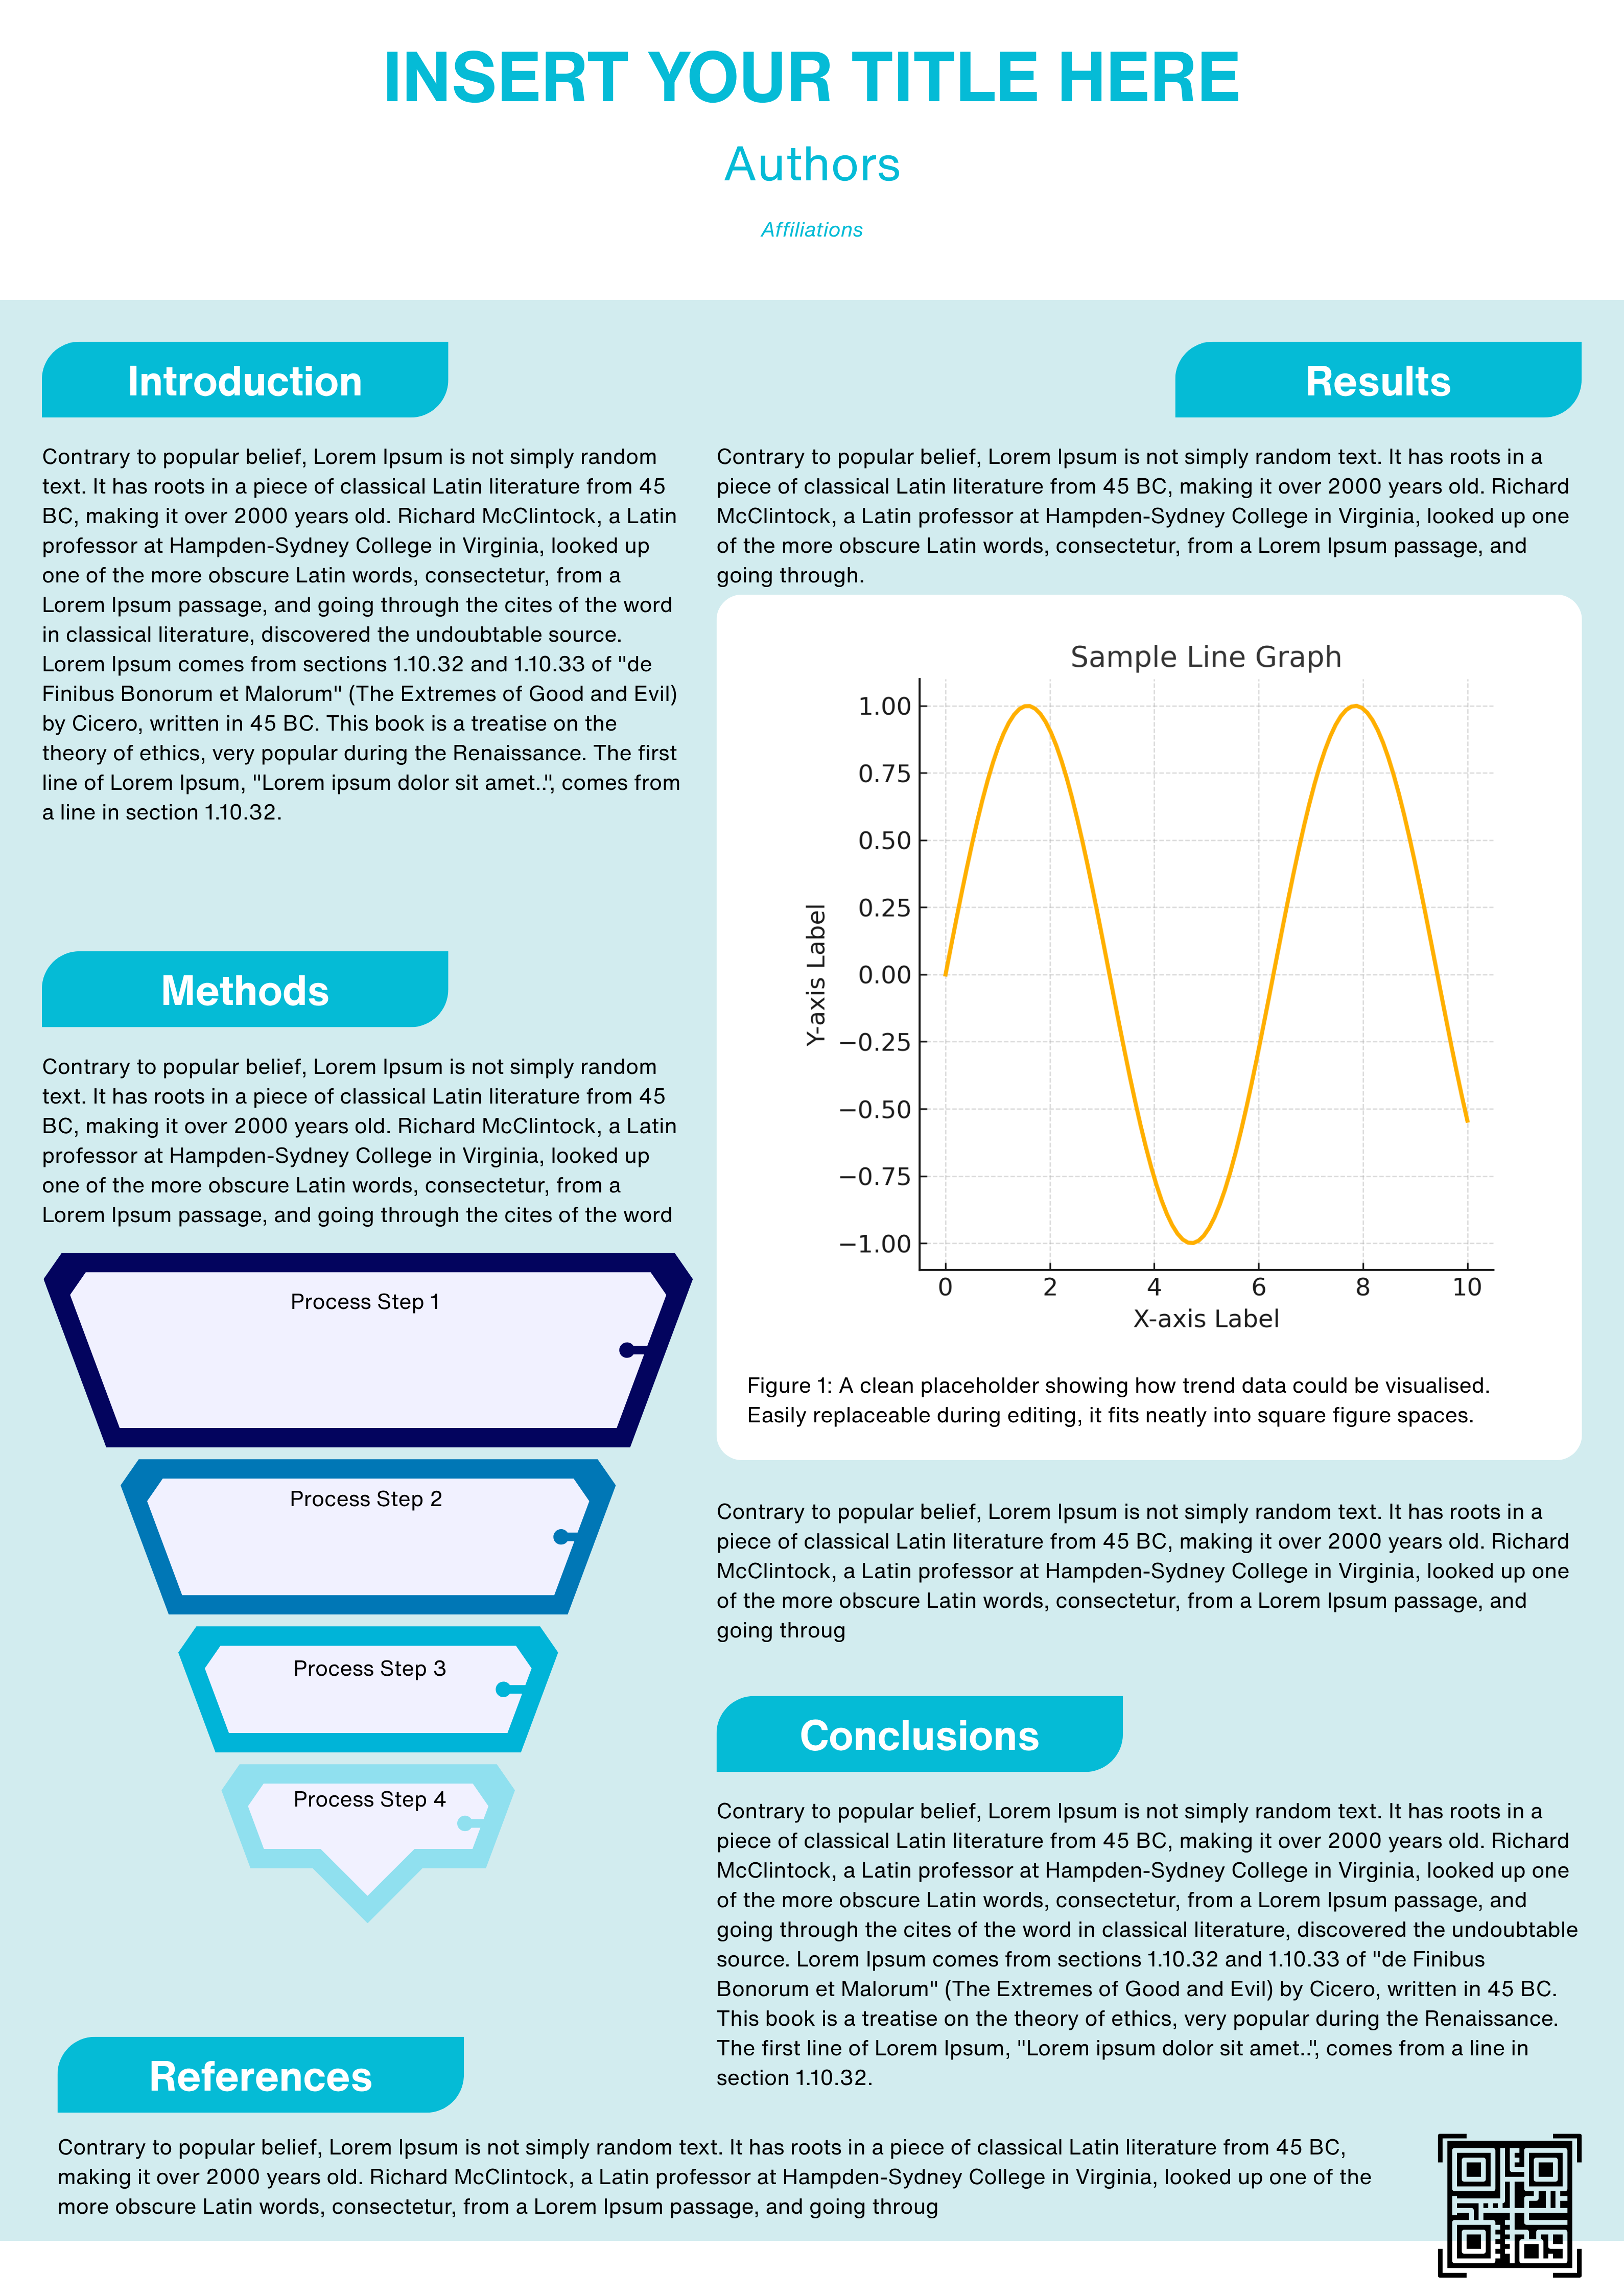 INSERT YOUR TITLE HERE
Authors
Affiliations
Introduction
Contrary to popular belief, Lorem Ipsum is not simply random
text. It has roots in a piece of classical Latin literature from 45
BC, making it over 2000 years old. Richard McClintock, a Latin
professor at Hampden-Sydney College in Virginia, looked up
one of the more obscure Latin words, consectetur, from a
Lorem Ipsum passage, and going through the cites of the word
in classical literature, discovered the undoubtable source.
Lorem Ipsum comes from sections 1.10.32 and 1.10.33 of "de
Finibus Bonorum et Malorum" (The Extremes of Good and Evil)
by Cicero, written in 45 BC. This book is a treatise on the
theory of ethics, very popular during the Renaissance. The first
line of Lorem Ipsum, "Lorem ipsum dolor sit amet..", comes from
a line in section 1.10.32.
Methods
Contrary to popular belief, Lorem Ipsum is not simply random
text. It has roots in a piece of classical Latin literature from 45
BC, making it over 2000 years old. Richard McClintock, a Latin
professor at Hampden-Sydney College in Virginia, looked up
one of the more obscure Latin words, consectetur, from a
Lorem Ipsum passage, and going through the cites of the word
Process Step 1
Process Step 2
Process Step 3
Process Step 4
Results
Contrary to popular belief, Lorem Ipsum is not simply random text. It has roots in a
piece of classical Latin literature from 45 BC, making it over 2000 years old. Richard
McClintock, a Latin professor at Hampden-Sydney College in Virginia, looked up one
of the more obscure Latin words, consectetur, from a Lorem Ipsum passage, and
going through.
Sample Line Graph
Y-axis Label
1.00
0.75
0.50
0.25
0.00
−0.25
−0.50
−0.75
−1.00
0 2 4 6 8 10
X-axis Label
Figure 1: A clean placeholder showing how trend data could be visualised.
Easily replaceable during editing, it fits neatly into square figure spaces.
Contrary to popular belief, Lorem Ipsum is not simply random text. It has roots in a
piece of classical Latin literature from 45 BC, making it over 2000 years old. Richard
McClintock, a Latin professor at Hampden-Sydney College in Virginia, looked up one
of the more obscure Latin words, consectetur, from a Lorem Ipsum passage, and
going throug
Conclusions
Contrary to popular belief, Lorem Ipsum is not simply random text. It has roots in a
piece of classical Latin literature from 45 BC, making it over 2000 years old. Richard
McClintock, a Latin professor at Hampden-Sydney College in Virginia, looked up one
of the more obscure Latin words, consectetur, from a Lorem Ipsum passage, and
going through the cites of the word in classical literature, discovered the undoubtable
source. Lorem Ipsum comes from sections 1.10.32 and 1.10.33 of "de Finibus
Bonorum et Malorum" (The Extremes of Good and Evil) by Cicero, written in 45 BC.
This book is a treatise on the theory of ethics, very popular during the Renaissance.
The first line of Lorem Ipsum, "Lorem ipsum dolor sit amet..", comes from a line in
section 1.10.32.
References
Contrary to popular belief, Lorem Ipsum is not simply random text. It has roots in a piece of classical Latin literature from 45 BC,
making it over 2000 years old. Richard McClintock, a Latin professor at Hampden-Sydney College in Virginia, looked up one of the
more obscure Latin words, consectetur, from a Lorem Ipsum passage, and going throug